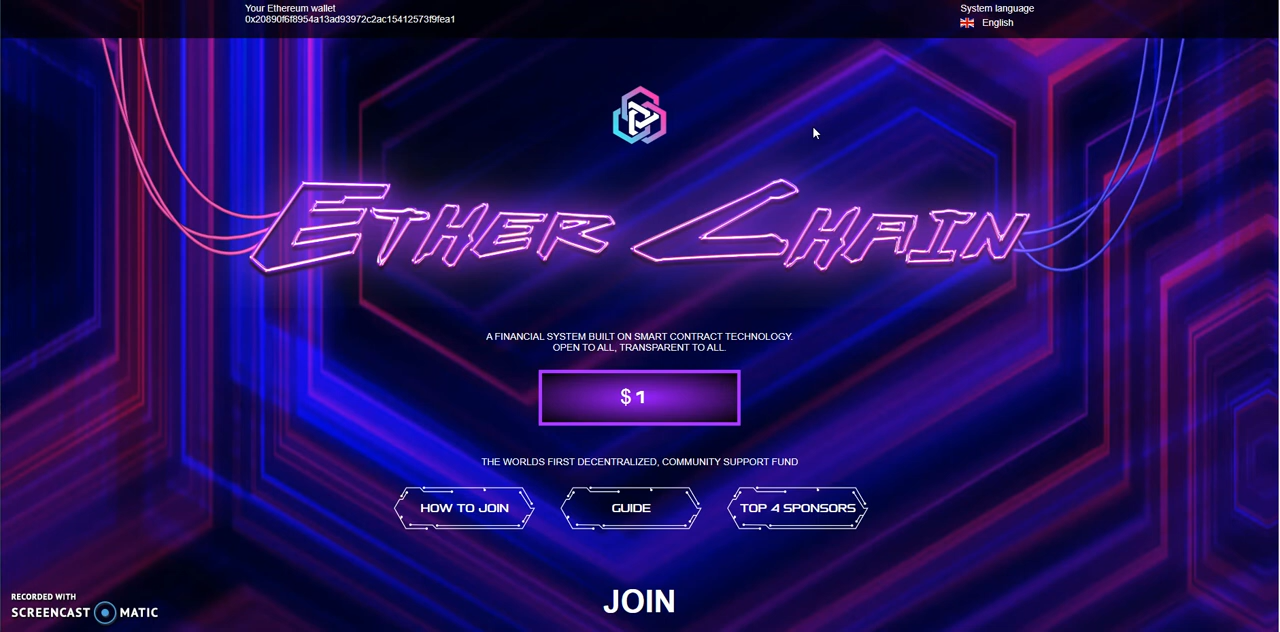 Your Ethereum wallet
0x20890f6f8954a13ad93972c2ac15412573f9fea1
System language
English
ETHER CHAIN
A FINANCIAL SYSTEM BUILT ON SMART CONTRACT TECHNOLOGY.
OPEN TO ALL, TRANSPARENT TO ALL.
$ 1
THE WORLDS FIRST DECENTRALIZED, COMMUNITY SUPPORT FUND
HOW TO JOIN
GUIDE
TOP 4 SPONSORS
JOIN
RECORDED WITH
SCREENCAST MATIC